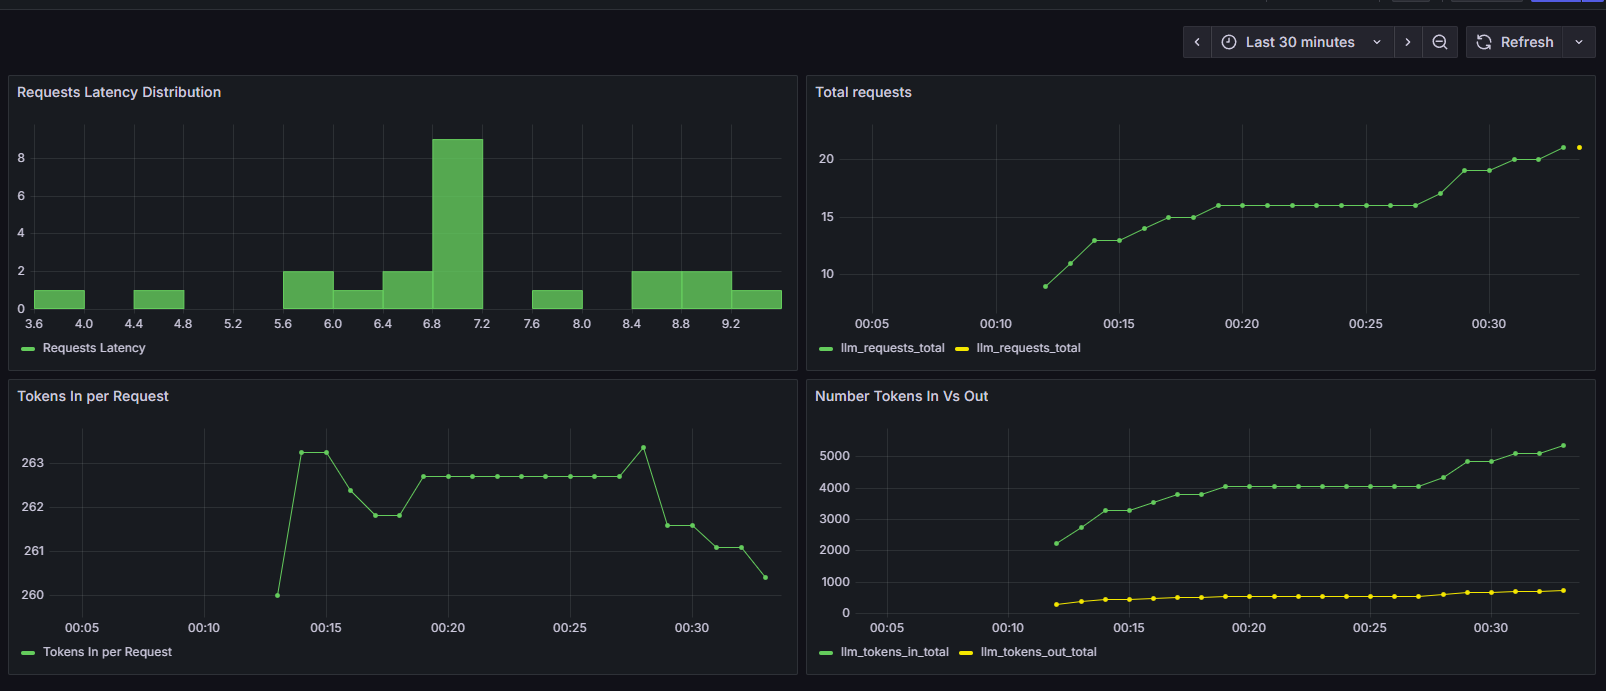 Last 30 minutes
Refresh
Requests Latency Distribution
8
6
4
2
0
3.6 4.0 4.4 4.8 5.2 5.6 6.0 6.4 6.8 7.2 7.6 8.0 8.4 8.8 9.2
Requests Latency
Total requests
20
15
10
00:05 00:10 00:15 00:20 00:25 00:30
llm_requests_total llm_requests_total
Tokens In per Request
263
262
261
260
00:05 00:10 00:15 00:20 00:25 00:30
Tokens In per Request
Number Tokens In Vs Out
5000
4000
3000
2000
1000
0
00:05 00:10 00:15 00:20 00:25 00:30
llm_tokens_in_total llm_tokens_out_total